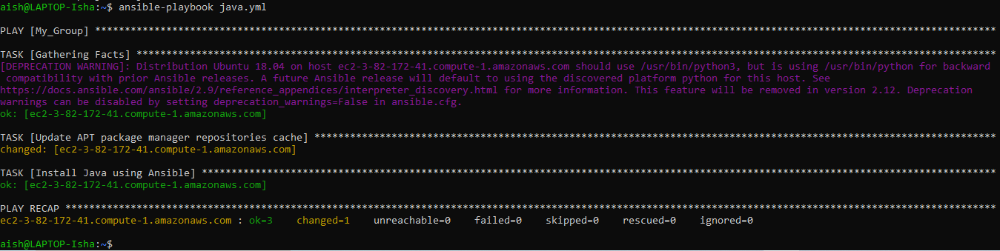 aish@LAPTOP-Isha:~$ ansible-playbook java.yml
PLAY [My_Group] ****************************************************************************************************************************************************
TASK [Gathering Facts] *********************************************************************************************************************************************
[DEPRECATION WARNING]: Distribution Ubuntu 18.04 on host ec2-3-82-172-41.compute-1.amazonaws.com should use /usr/bin/python3, but is using /usr/bin/python for backward
compatibility with prior Ansible releases. A future Ansible release will default to using the discovered platform python for this host. See
https://docs.ansible.com/ansible/2.9/reference_appendices/interpreter_discovery.html for more information. This feature will be removed in version 2.12. Deprecation
warnings can be disabled by setting deprecation_warnings=False in ansible.cfg.
ok: [ec2-3-82-172-41.compute-1.amazonaws.com]
TASK [Update APT package manager repositories cache] ***************************************************************************************************************
changed: [ec2-3-82-172-41.compute-1.amazonaws.com]
TASK [Install Java using Ansible] **********************************************************************************************************************************
ok: [ec2-3-82-172-41.compute-1.amazonaws.com]
PLAY RECAP *********************************************************************************************************************************************************
ec2-3-82-172-41.compute-1.amazonaws.com : ok=3    changed=1    unreachable=0    failed=0    skipped=0    rescued=0    ignored=0
aish@LAPTOP-Isha:~$